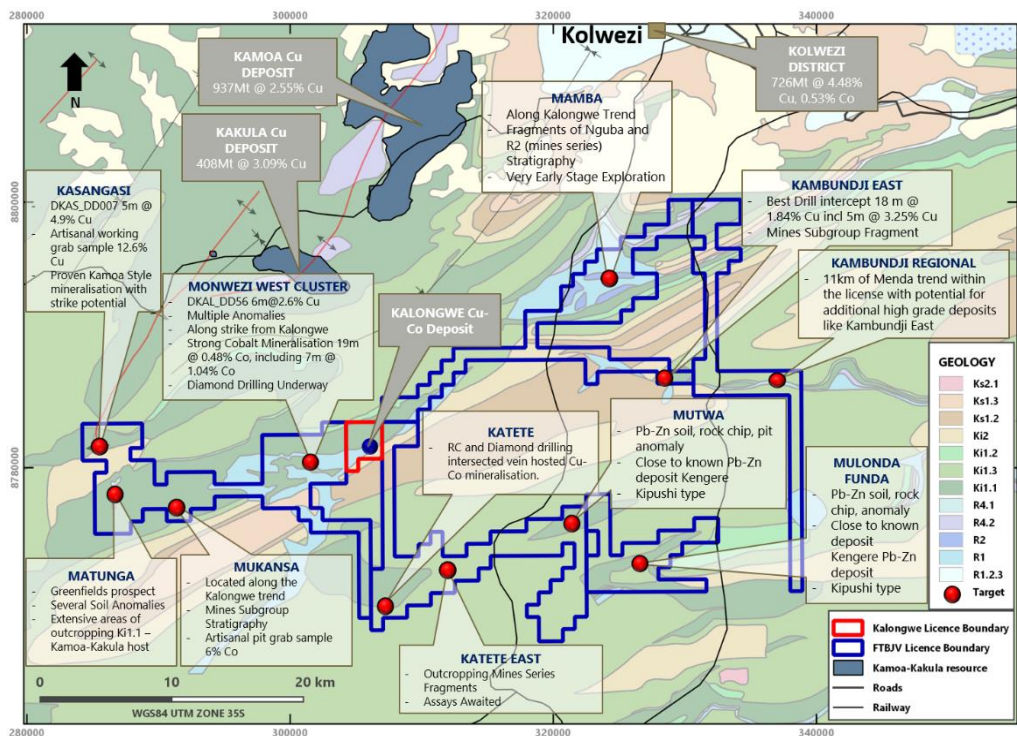 280000
300000
320000
340000
Kolwezi
N
KAMOA Cu
DEPOSIT
937Mt @ 2.55% Cu
KOLWEZI
DISTRICT
726Mt @ 4.48%
Cu, 0.53% Co
KAKULA Cu
DEPOSIT
408Mt @ 3.09% Cu
MAMBA
- Along Kalongwe Trend
- Fragments of Nguba and
R2 (mines series)
Stratigraphy
- Very Early Stage Exploration
8800000
KASANGASI
- DKAS_DD007 5m @
4.9% Cu
- Artisanal working
grab sample 12.6%
Cu
- Proven Kamoa Style
mineralisation with
strike potential
KAMBUNDJI EAST
- Best Drill intercept 18 m @
1.84% Cu incl 5m @ 3.25% Cu
- Mines Subgroup Fragment
KAMBUNDJI REGIONAL
- 11km of Menda trend within
the license with potential for
additional high grade deposits
like Kambundji East
MONWEZI WEST CLUSTER
- DKAL_DD56 6m@2.6% Cu
- Multiple Anomalies
- Along strike from Kalongwe
- Strong Cobalt Mineralisation 19m
@ 0.48% Co, including 7m @
1.04% Co
- Diamond Drilling Underway
KALONGWE Cu-
Co Deposit
8780000
KATETE
- RC and Diamond drilling
intersected vein hosted Cu-
Co mineralisation.
MUTWA
- Pb-Zn soil, rock chip, pit
anomaly
- Close to known Pb-Zn
deposit Kengere
- Kipushi type
MULONDA
FUNDA
- Pb-Zn soil, rock
chip, anomaly
- Close to known
deposit
Kengere Pb-Zn
deposit
- Kipushi type
MATUNGA
- Greenfields prospect
- Several Soil Anomalies
- Extensive areas of
outcropping Ki1.1 –
Kamoa-Kakula host
MUKANSA
- Located along the
Kalongwe trend
- Mines Subgroup
Stratigraphy
- Artisanal pit grab sample
6% Co
KATETE EAST
- Outcropping Mines Series
Fragments
- Assays Awaited
GEOLOGY
Ks2.1
Ks1.3
Ks1.2
Ki2
Ki1.2
Ki1.3
Ki1.1
R4.1
R4.2
R2
R1
R1.2.3
Target
Kalongwe Licence Boundary
FTBJV Licence Boundary
Kamoa-Kakula resource
Roads
Railway
0 10 20 km
WGS84 UTM ZONE 35S
280000
300000
320000
340000